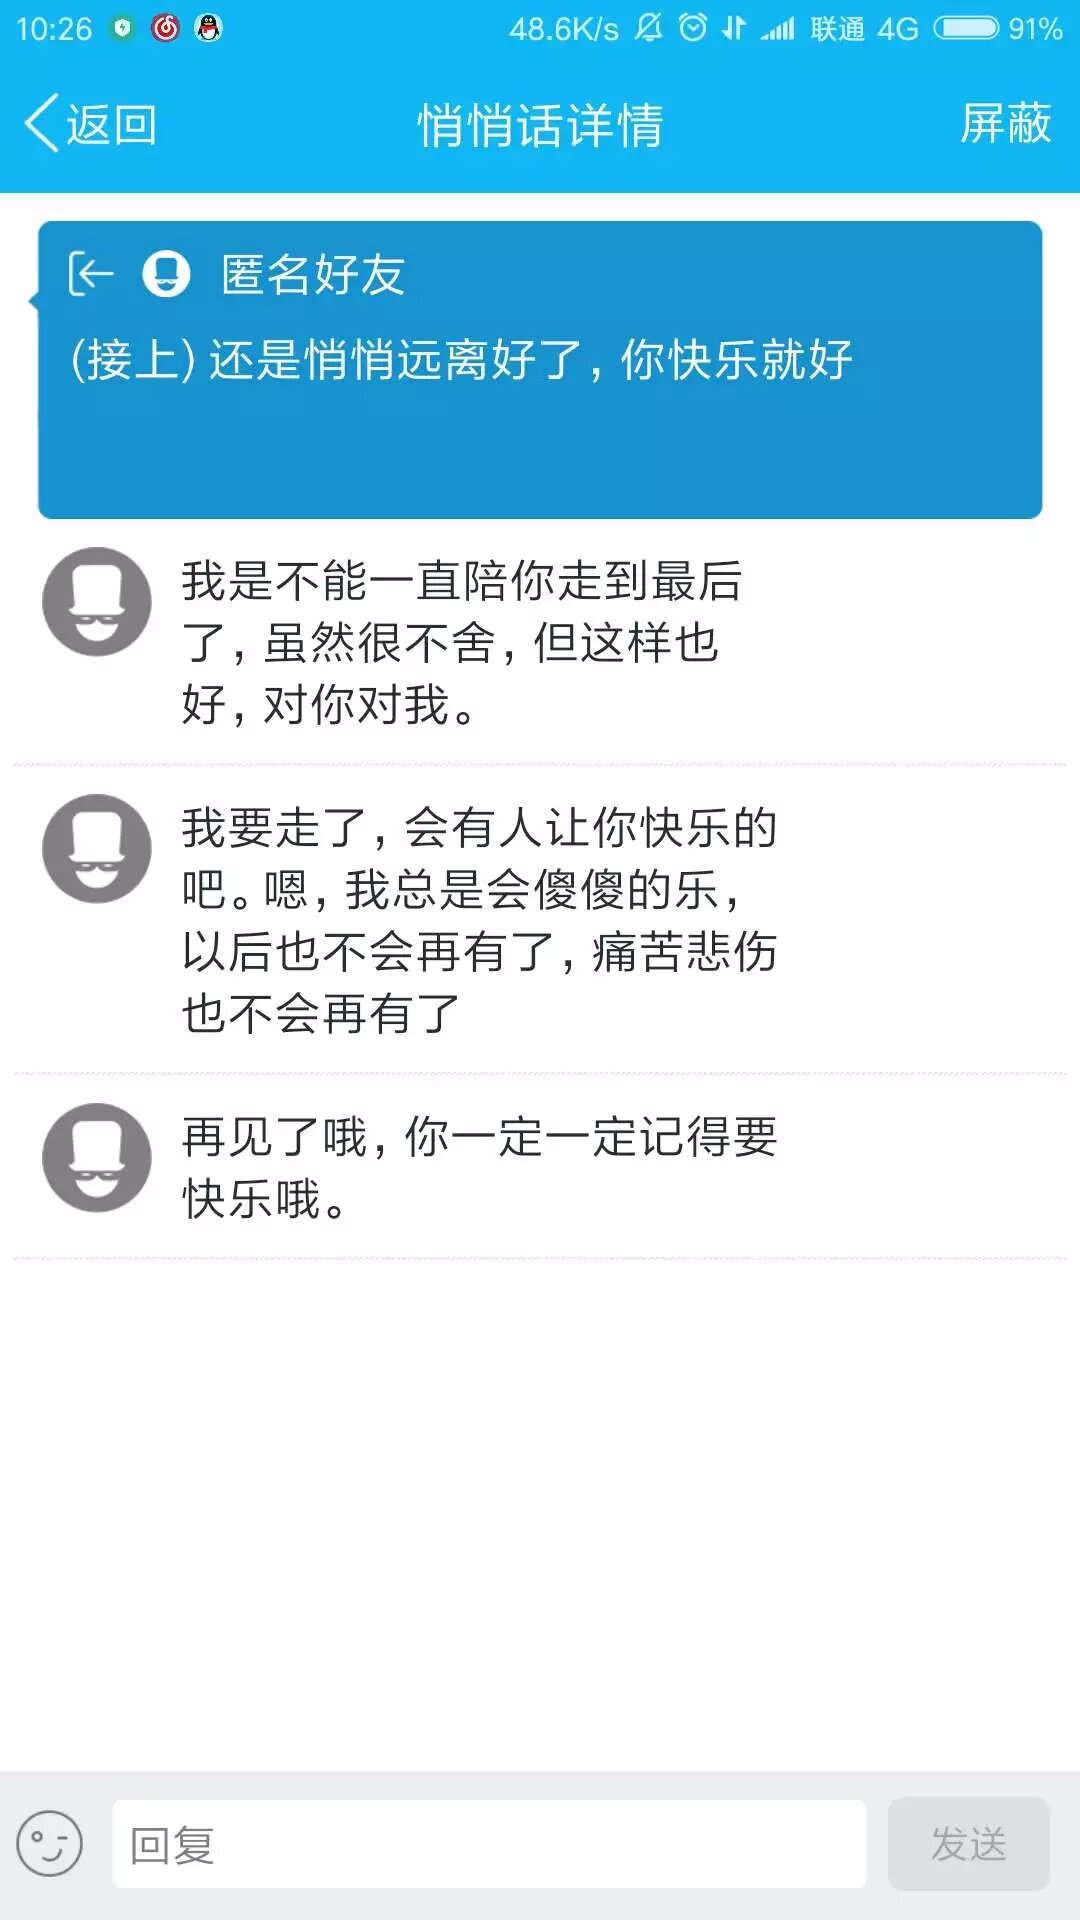 10:26 48.6K/s 联通 4G 91%
返回 悄悄话详情 屏蔽
匿名好友
(接上) 还是悄悄远离好了, 你快乐就好
我是不能一直陪你走到最后
了, 虽然很不舍, 但这样也
好, 对你对我。
我要走了, 会有人让你快乐的
吧。嗯, 我总是会傻傻的乐,
以后也不会再有了, 痛苦悲伤
也不会再有了
再见了哦, 你一定一定记得要
快乐哦。
回复 发送